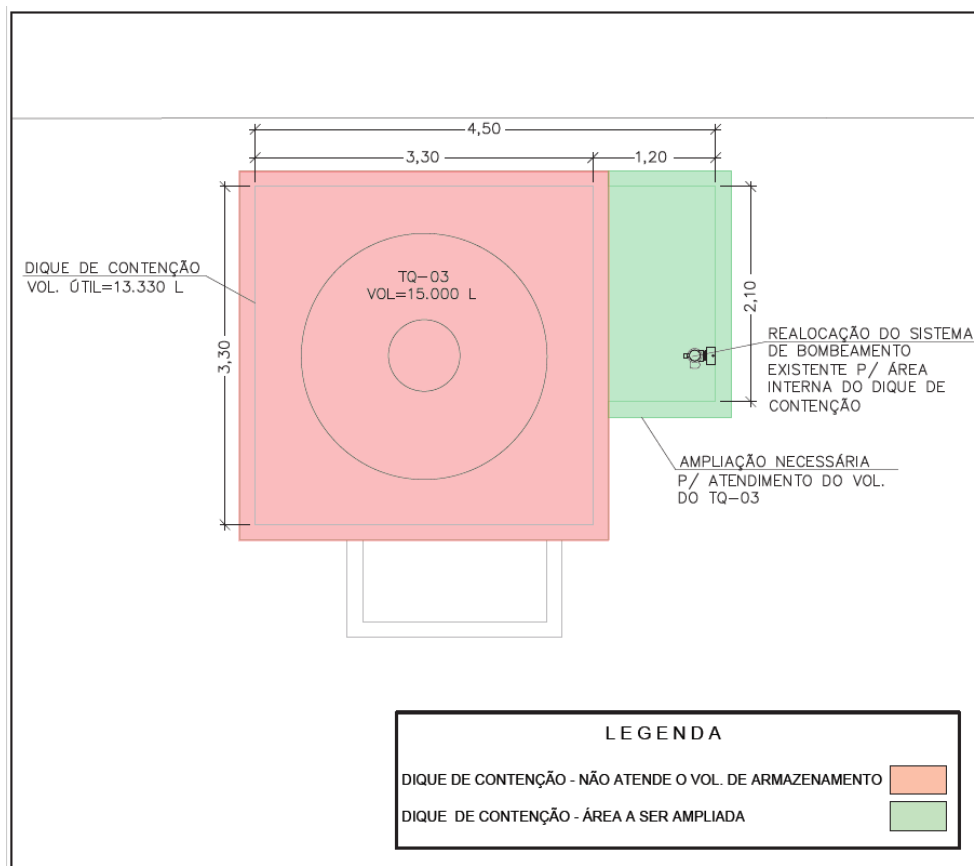 4,50
3,30
1,20
DIQUE DE CONTENÇÃO
VOL. ÚTIL=13.330 L
TQ-03
VOL=15.000 L
2,10
3,30
REALOCAÇÃO DO SISTEMA
DE BOMBEAMENTO
EXISTENTE P/ ÁREA
INTERNA DO DIQUE DE
CONTENÇÃO
AMPLIAÇÃO NECESSÁRIA
P/ ATENDIMENTO DO VOL.
DO TQ-03
LEGENDA
DIQUE DE CONTENÇÃO - NÃO ATENDE O VOL. DE ARMAZENAMENTO
DIQUE DE CONTENÇÃO - ÁREA A SER AMPLIADA